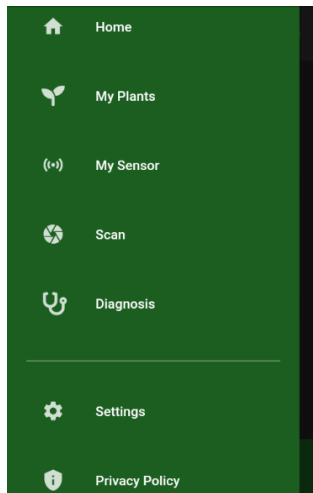 Home
My Plants
My Sensor
Scan
Diagnosis
Settings
Privacy Policy